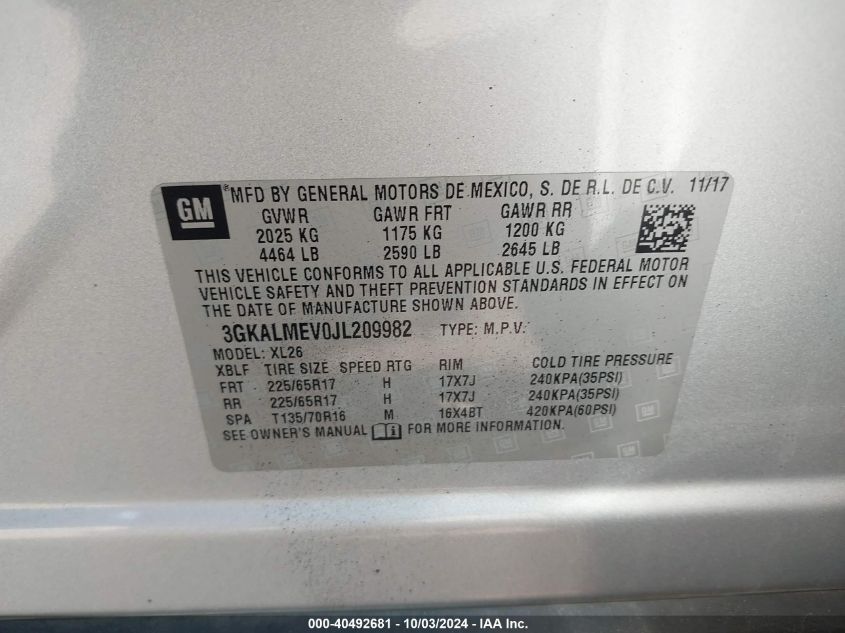 GM
®MFD BY GENERAL MOTORS DE MEXICO, S. DE R.L. DE C.V. 11/17
GVWR GAWR FRT GAWR RR
2025 KG 1175 KG 1200 KG
4464 LB 2590 LB 2645 LB
THIS VEHICLE CONFORMS TO ALL APPLICABLE U.S. FEDERAL MOTOR
VEHICLE SAFETY AND THEFT PREVENTION STANDARDS IN EFFECT ON
THE DATE OF MANUFACTURE SHOWN ABOVE.
3GKALMEV0JL209982 TYPE: M.P.V.
MODEL: XL26
XBLF TIRE SIZE SPEED RTG RIM COLD TIRE PRESSURE
FRT 225/65R17 H 17X7J 240KPA(35PSI)
RR 225/65R17 H 17X7J 240KPA(35PSI)
SPA T135/70R16 M 16X4BT 420KPA(60PSI)
SEE OWNER'S MANUAL FOR MORE INFORMATION.
000-40492681 - 10/03/2024 - IAA Inc.